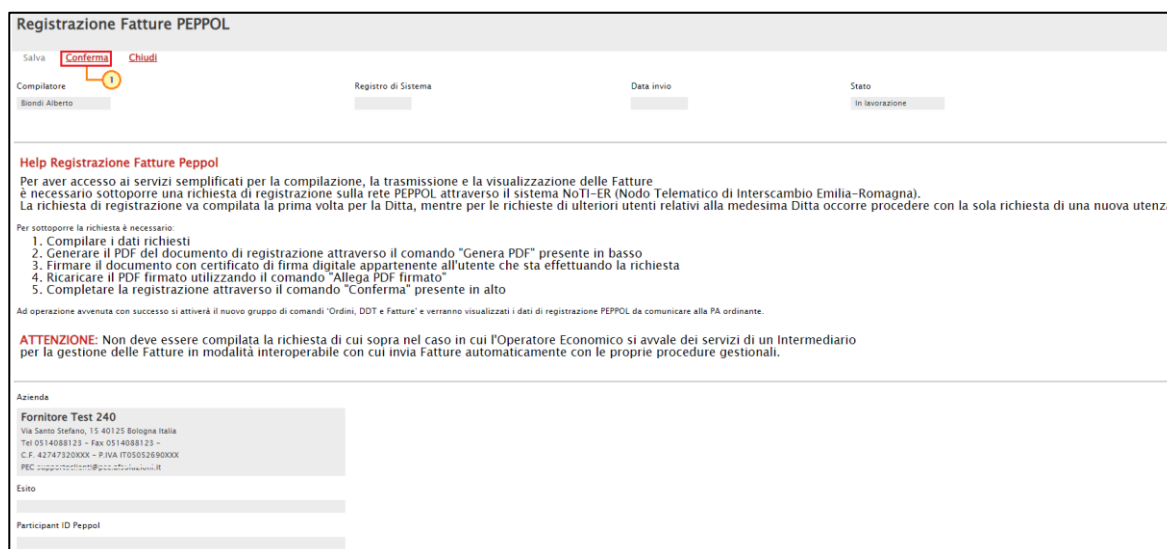 Registrazione Fatture PEPPOL
Salva Conferma Chiudi
1
Compilatore Registro di Sistema Data invio Stato
Biondi Alberto In lavorazione
Help Registrazione Fatture Peppol
Per aver accesso ai servizi semplificati per la compilazione, la trasmissione e la visualizzazione delle Fatture
è necessario sottoporre una richiesta di registrazione sulla rete PEPPOL attraverso il sistema NoTI-ER (Nodo Telematico di Interscambio Emilia-Romagna).
La richiesta di registrazione va compilata la prima volta per la Ditta, mentre per le richieste di ulteriori utenti relativi alla medesima Ditta occorre procedere con la sola richiesta di una nuova utenz
Per sottoporre la richiesta è necessario:
1. Compilare i dati richiesti
2. Generare il PDF del documento di registrazione attraverso il comando "Genera PDF" presente in basso
3. Firmare il documento con certificato di firma digitale appartenente all'utente che sta effettuando la richiesta
4. Ricaricare il PDF firmato utilizzando il comando "Allega PDF firmato"
5. Completare la registrazione attraverso il comando "Conferma" presente in alto
Ad operazione avvenuta con successo si attiverà il nuovo gruppo di comandi 'Ordini, DDT e Fatture' e verranno visualizzati i dati di registrazione PEPPOL da comunicare alla PA ordinante.
ATTENZIONE: Non deve essere compilata la richiesta di cui sopra nel caso in cui l'Operatore Economico si avvale dei servizi di un Intermediario
per la gestione delle Fatture in modalità interoperabile con cui invia Fatture automaticamente con le proprie procedure gestionali.
Azienda
Fornitore Test 240
Via Santo Stefano, 15 40125 Bologna Italia
Tel 0514088123 - Fax 0514088123 -
C.F. 42747320XXX - P.IVA IT05052690XXX
PEC
Esito
Participant ID Peppol